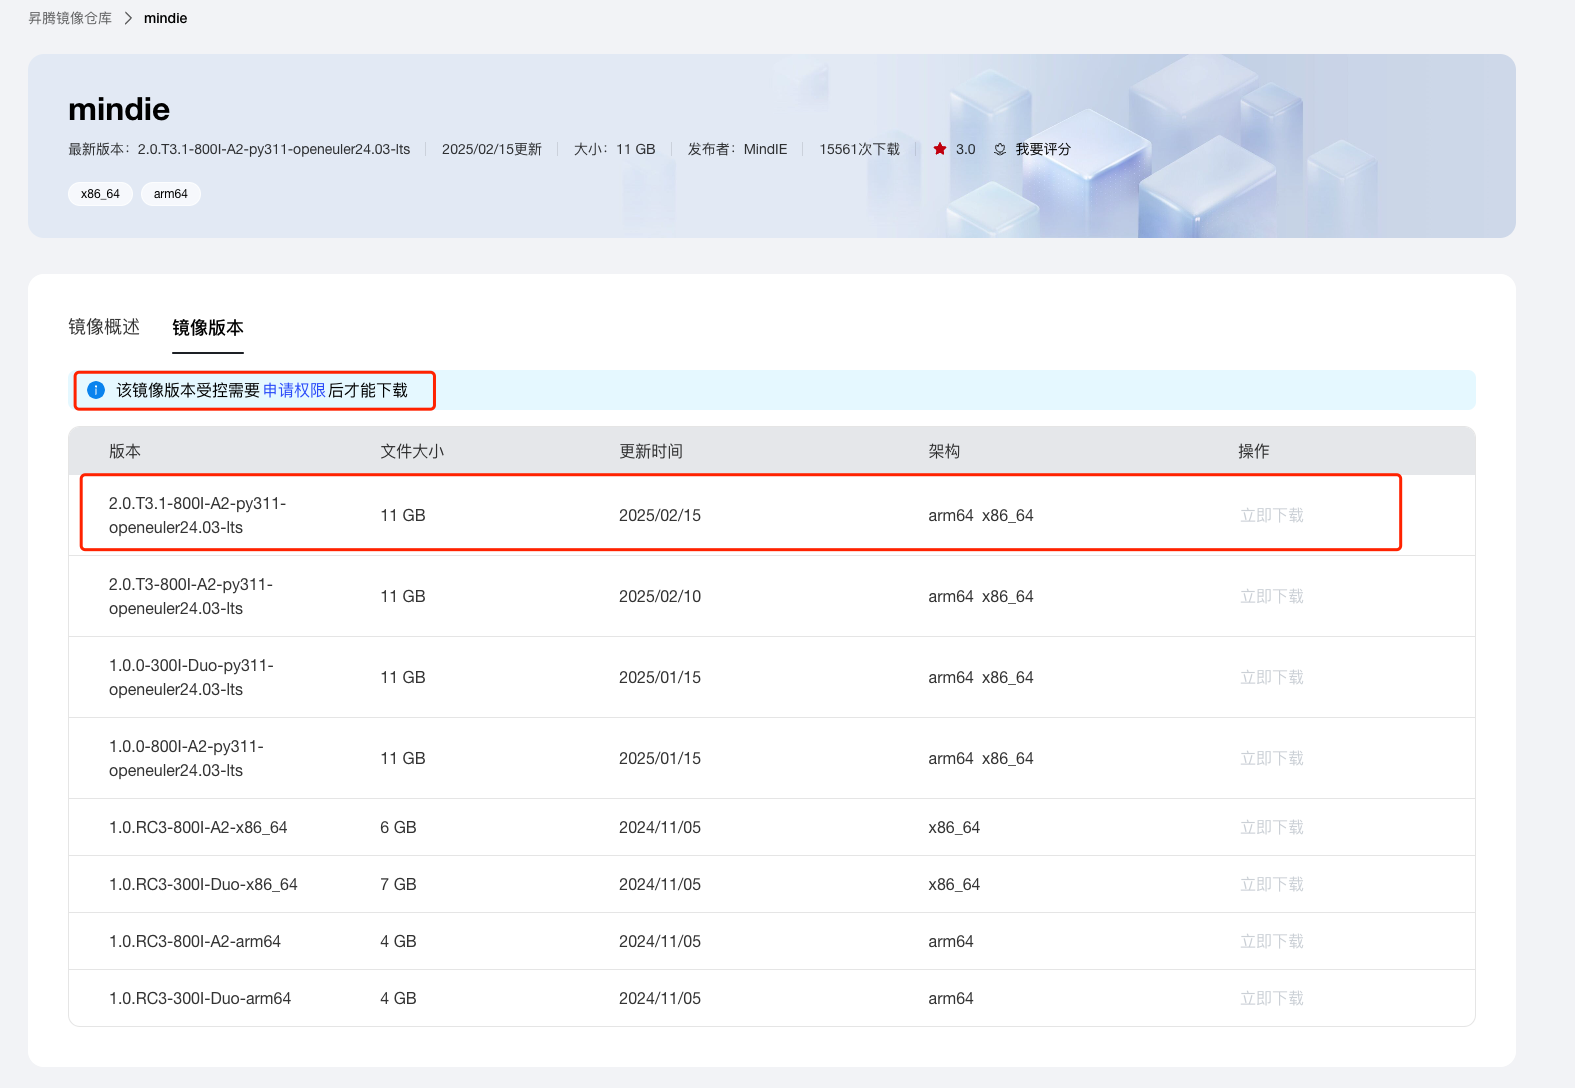 昇腾镜像仓库 > mindie
mindie
最新版本：2.0.T3.1-800I-A2-py311-openeuler24.03-lts 2025/02/15更新 大小：11 GB 发布者：MindIE 15561次下载 3.0 我要评分
x86_64 arm64
镜像概述 镜像版本
该镜像版本受控需要申请权限后才能下载
版本 文件大小 更新时间 架构 操作
2.0.T3.1-800I-A2-py311-
openeuler24.03-lts 11 GB 2025/02/15 arm64 x86_64 立即下载
2.0.T3-800I-A2-py311-
openeuler24.03-lts 11 GB 2025/02/10 arm64 x86_64 立即下载
1.0.0-300I-Duo-py311-
openeuler24.03-lts 11 GB 2025/01/15 arm64 x86_64 立即下载
1.0.0-800I-A2-py311-
openeuler24.03-lts 11 GB 2025/01/15 arm64 x86_64 立即下载
1.0.RC3-800I-A2-x86_64 6 GB 2024/11/05 x86_64 立即下载
1.0.RC3-300I-Duo-x86_64 7 GB 2024/11/05 x86_64 立即下载
1.0.RC3-800I-A2-arm64 4 GB 2024/11/05 arm64 立即下载
1.0.RC3-300I-Duo-arm64 4 GB 2024/11/05 arm64 立即下载